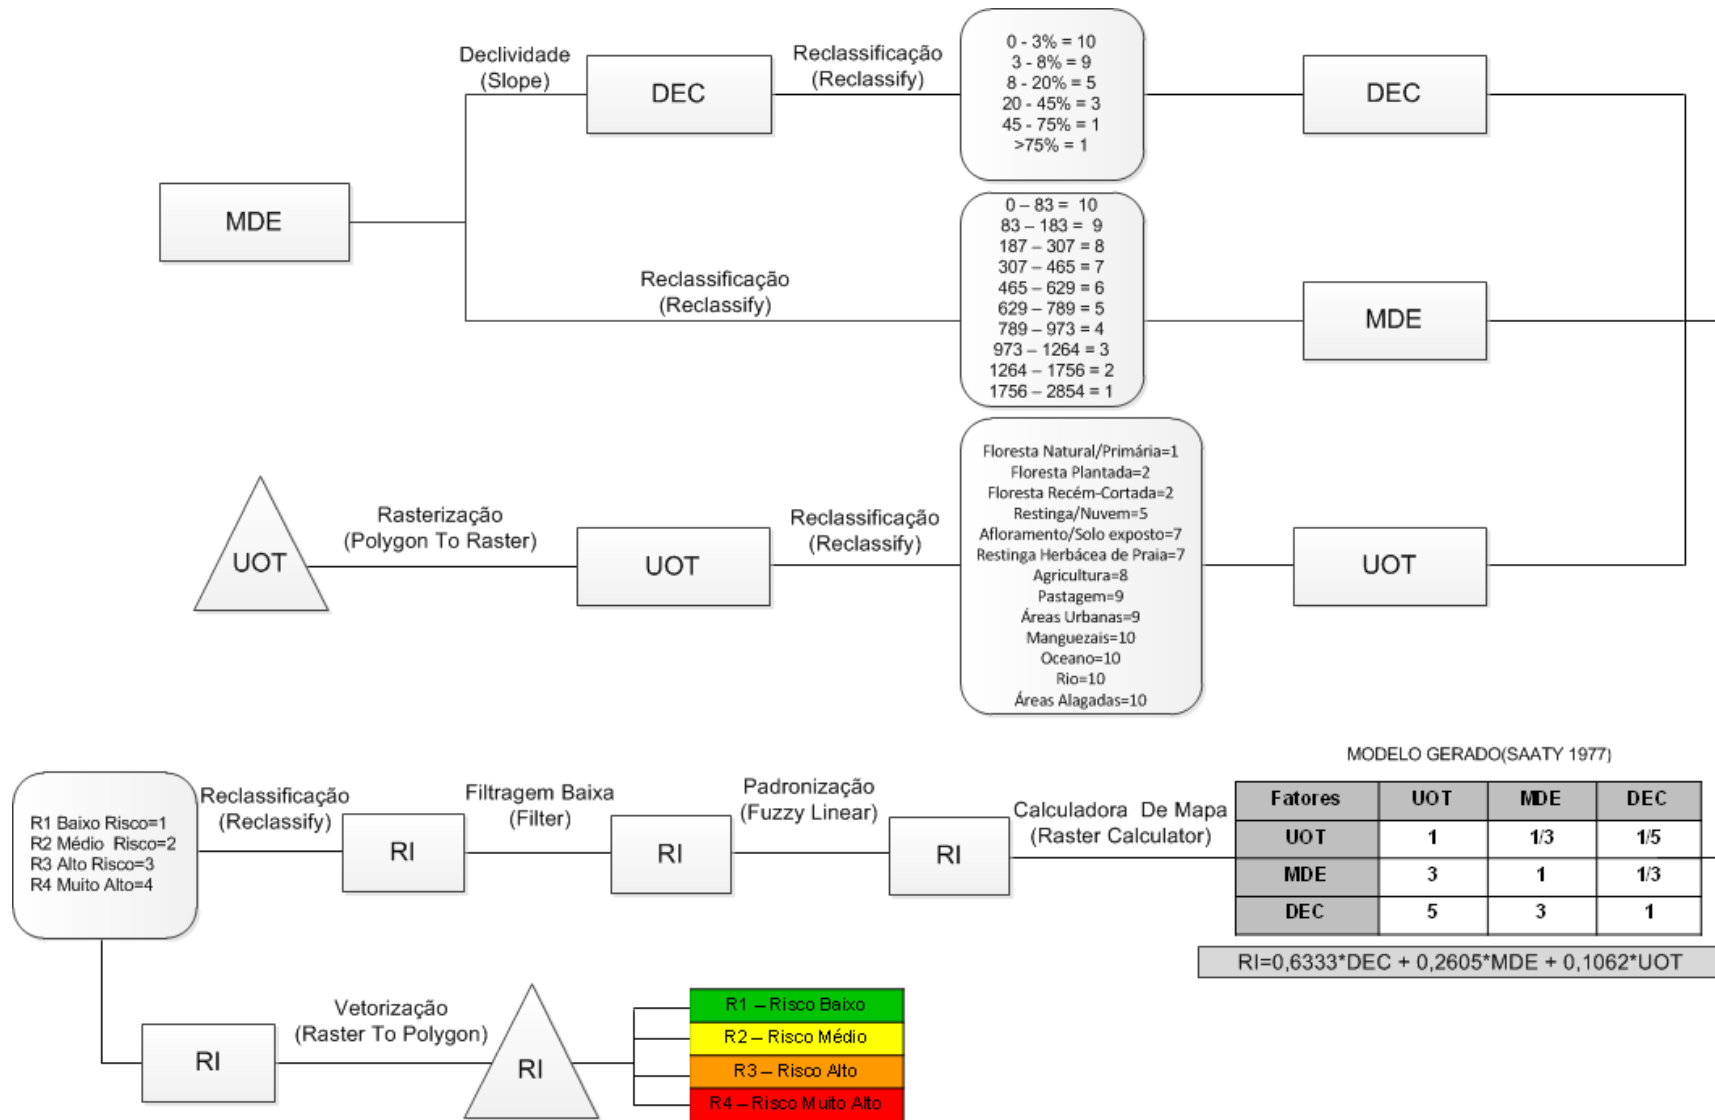 Declividade
(Slope)
DEC
Reclassificação
(Reclassify)
0 - 3% = 10
3 - 8% = 9
8 - 20% = 5
20 - 45% = 3
45 - 75% = 1
>75% = 1
DEC
MDE
Reclassificação
(Reclassify)
0 – 83 = 10
83 – 183 = 9
187 – 307 = 8
307 – 465 = 7
465 – 629 = 6
629 – 789 = 5
789 – 973 = 4
973 – 1264 = 3
1264 – 1756 = 2
1756 – 2854 = 1
MDE
UOT
Rasterização
(Polygon To Raster)
UOT
Reclassificação
(Reclassify)
Floresta Natural/Primária=1
Floresta Plantada=2
Floresta Recém-Cortada=2
Restinga/Nuvem=5
Afloramento/Solo exposto=7
Restinga Herbácea de Praia=7
Agricultura=8
Pastagem=9
Áreas Urbanas=9
Manguezais=10
Oceano=10
Rio=10
Áreas Alagadas=10
UOT
R1 Baixo Risco=1
R2 Médio Risco=2
R3 Alto Risco=3
R4 Muito Alto=4
Reclassificação
(Reclassify)
RI
Filtragem Baixa
(Filter)
RI
Padronização
(Fuzzy Linear)
RI
Calculadora De Mapa
(Raster Calculator)
MODELO GERADO(SAATY 1977)
Fatores UOT MDE DEC
UOT 1 1/3 1/5
MDE 3 1 1/3
DEC 5 3 1
RI=0,6333*DEC + 0,2605*MDE + 0,1062*UOT
RI
Vetorização
(Raster To Polygon)
RI
R1 – Risco Baixo
R2 – Risco Médio
R3 – Risco Alto
R4 – Risco Muito Alto